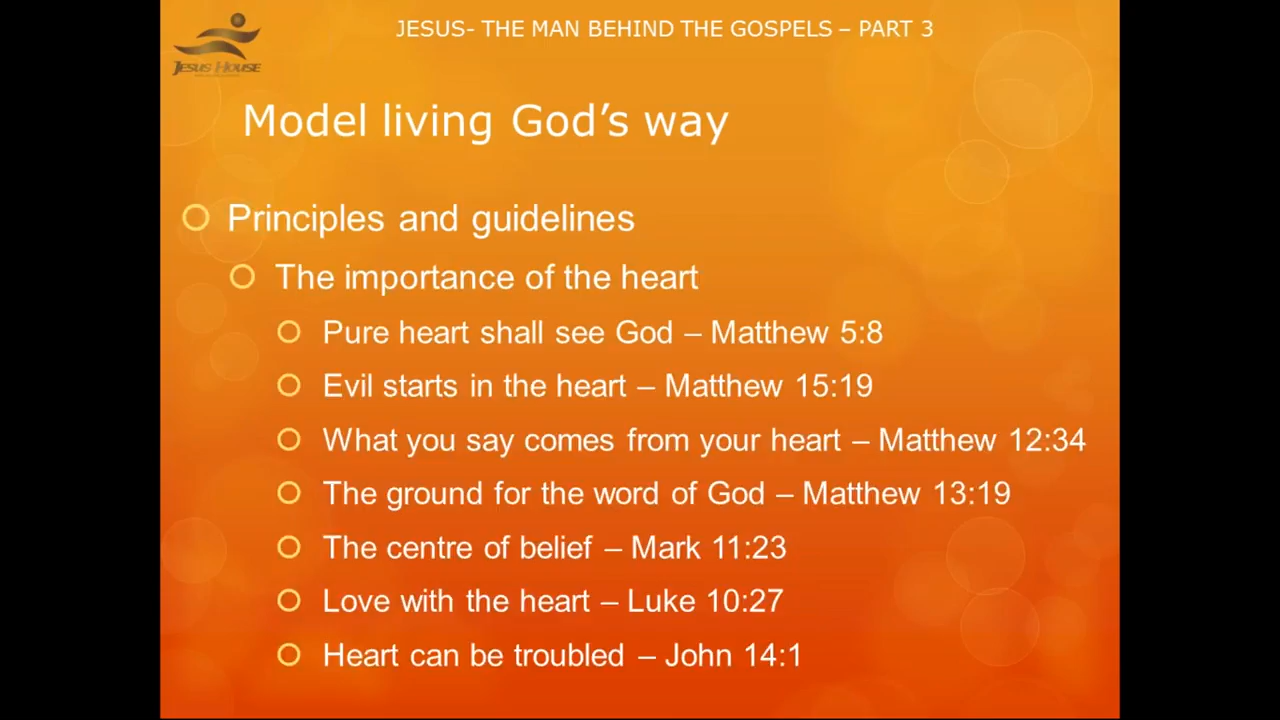 JESUS- THE MAN BEHIND THE GOSPELS – PART 3
JESUS HOUSE
Model living God's way
Principles and guidelines
The importance of the heart
Pure heart shall see God – Matthew 5:8
Evil starts in the heart – Matthew 15:19
What you say comes from your heart – Matthew 12:34
The ground for the word of God – Matthew 13:19
The centre of belief – Mark 11:23
Love with the heart – Luke 10:27
Heart can be troubled – John 14:1